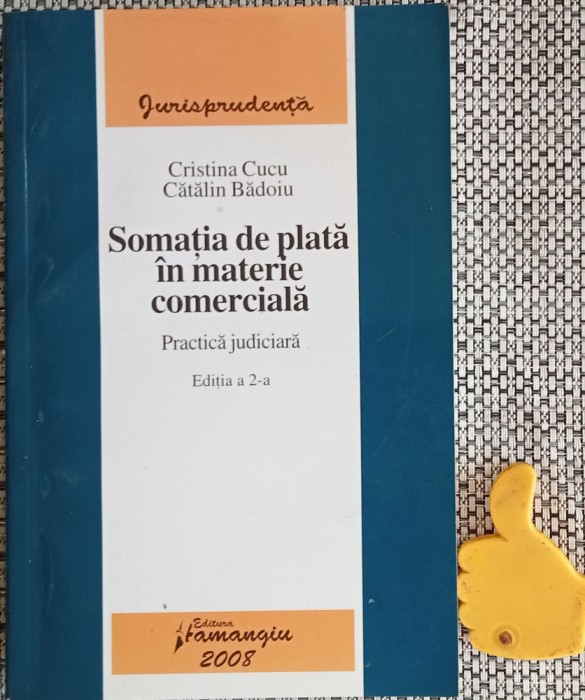 Jurisprudență
Cristina Cucu
Cătălin Bădoiu
Somația de plată
în materie
comercială
Practică judiciară
Ediția a 2-a
Editura
Hamangiu
2008